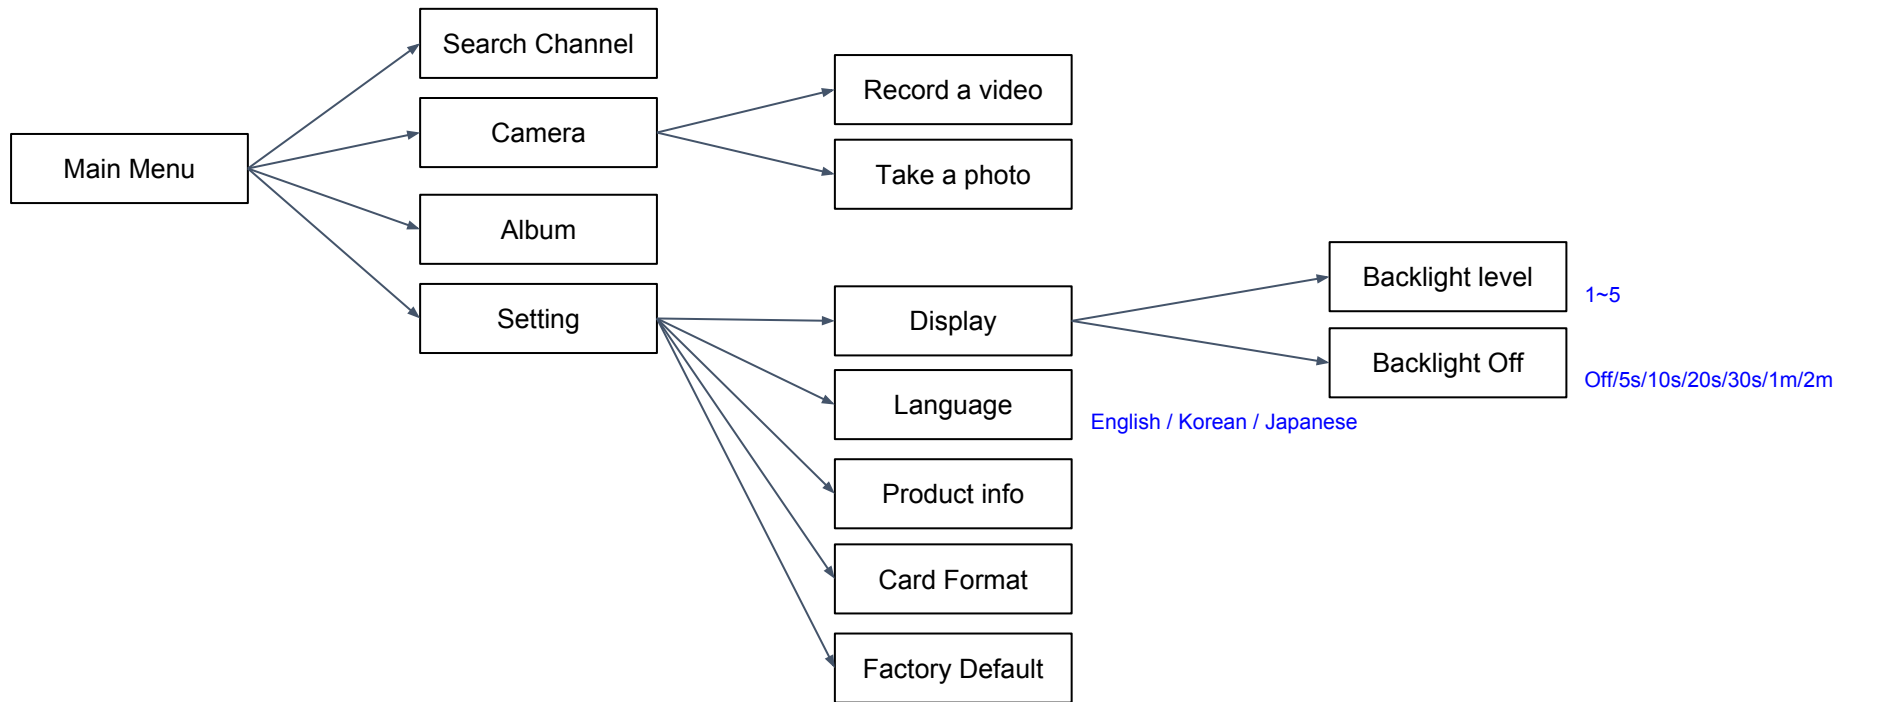 Search Channel
Record a video
Camera
Main Menu
Take a photo
Album
Backlight level
1~5
Setting
Display
Backlight Off
Off/5s/10s/20s/30s/1m/2m
Language
English / Korean / Japanese
Product info
Card Format
Factory Default